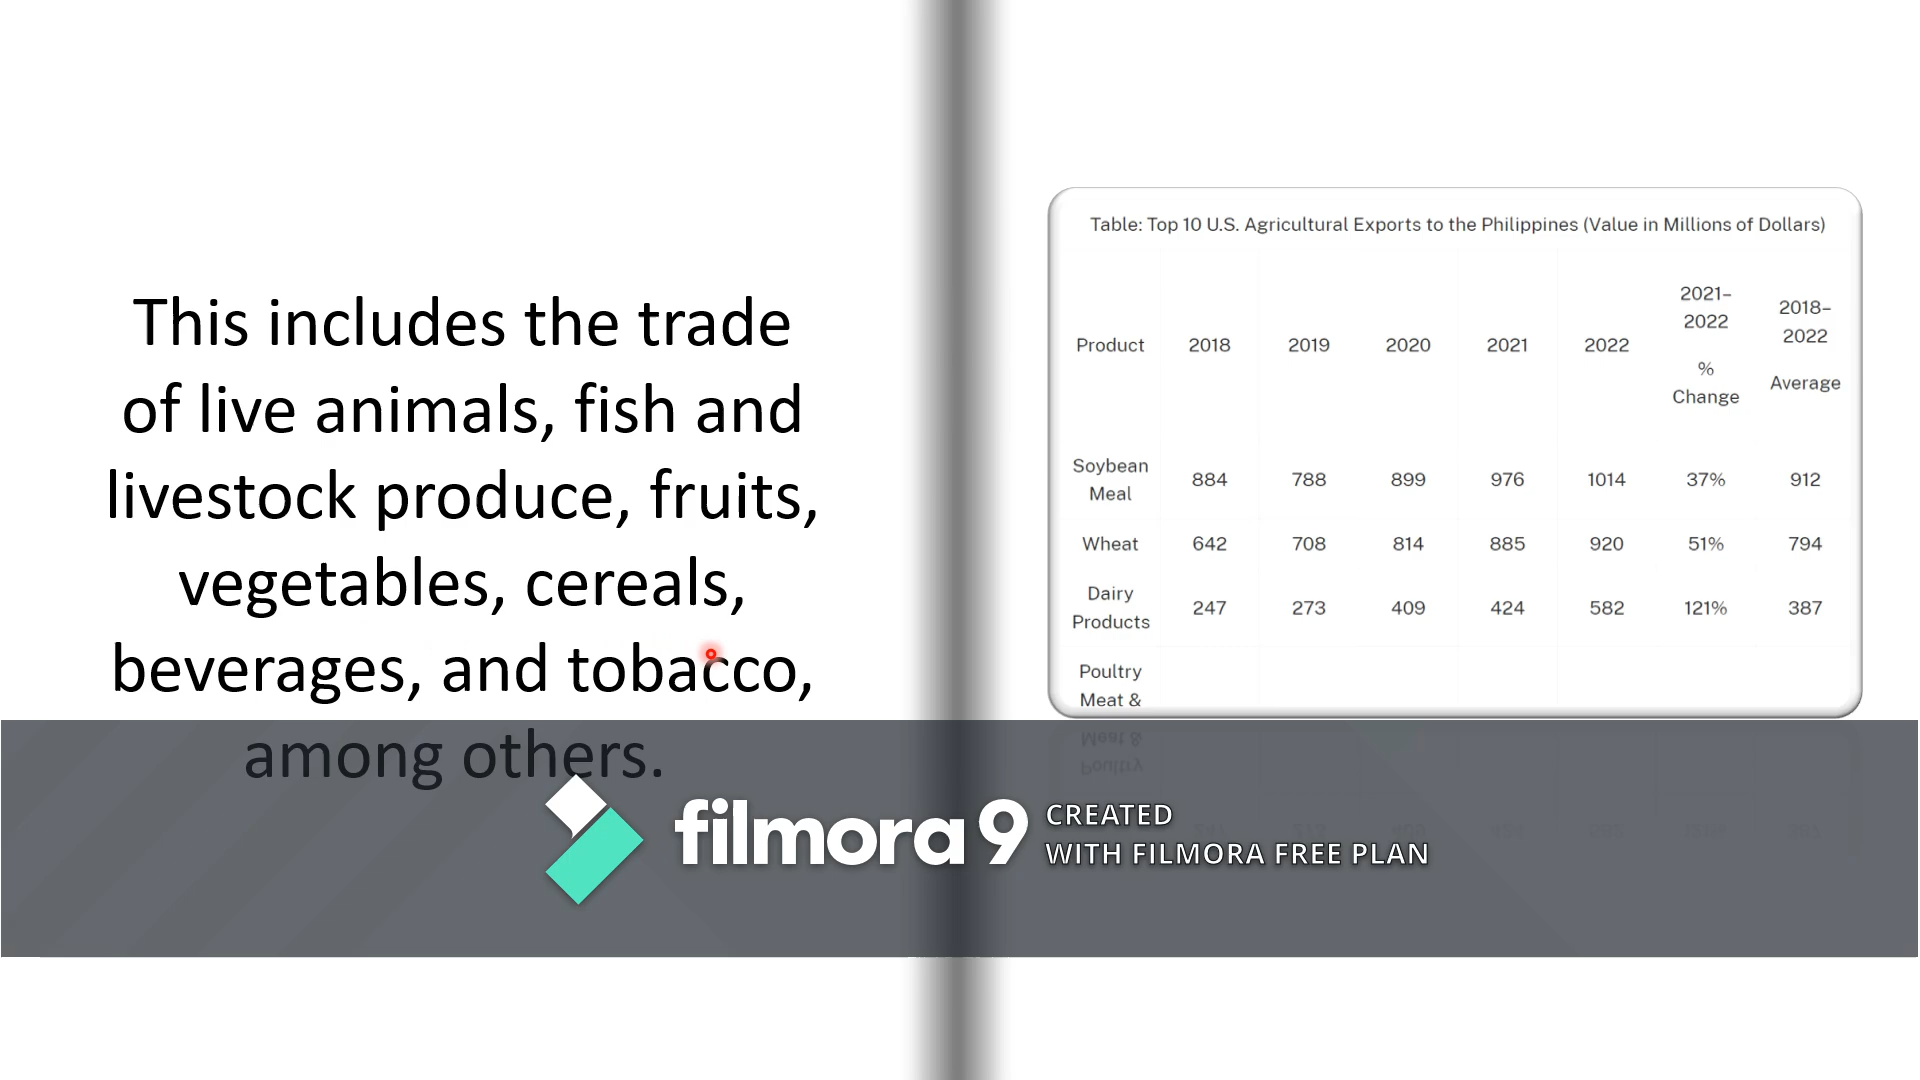 This includes the trade
of live animals, fish and
livestock produce, fruits,
vegetables, cereals,
beverages, and tobacco,
among others.
Table: Top 10 U.S. Agricultural Exports to the Philippines (Value in Millions of Dollars)
Product 2018 2019 2020 2021 2022 2021–2022 % Change 2018–2022 Average
Soybean Meal 884 788 899 976 1014 37% 912
Wheat 642 708 814 885 920 51% 794
Dairy Products 247 273 409 424 582 121% 387
Poultry
Meat &
filmora9
CREATED
WITH FILMORA FREE PLAN